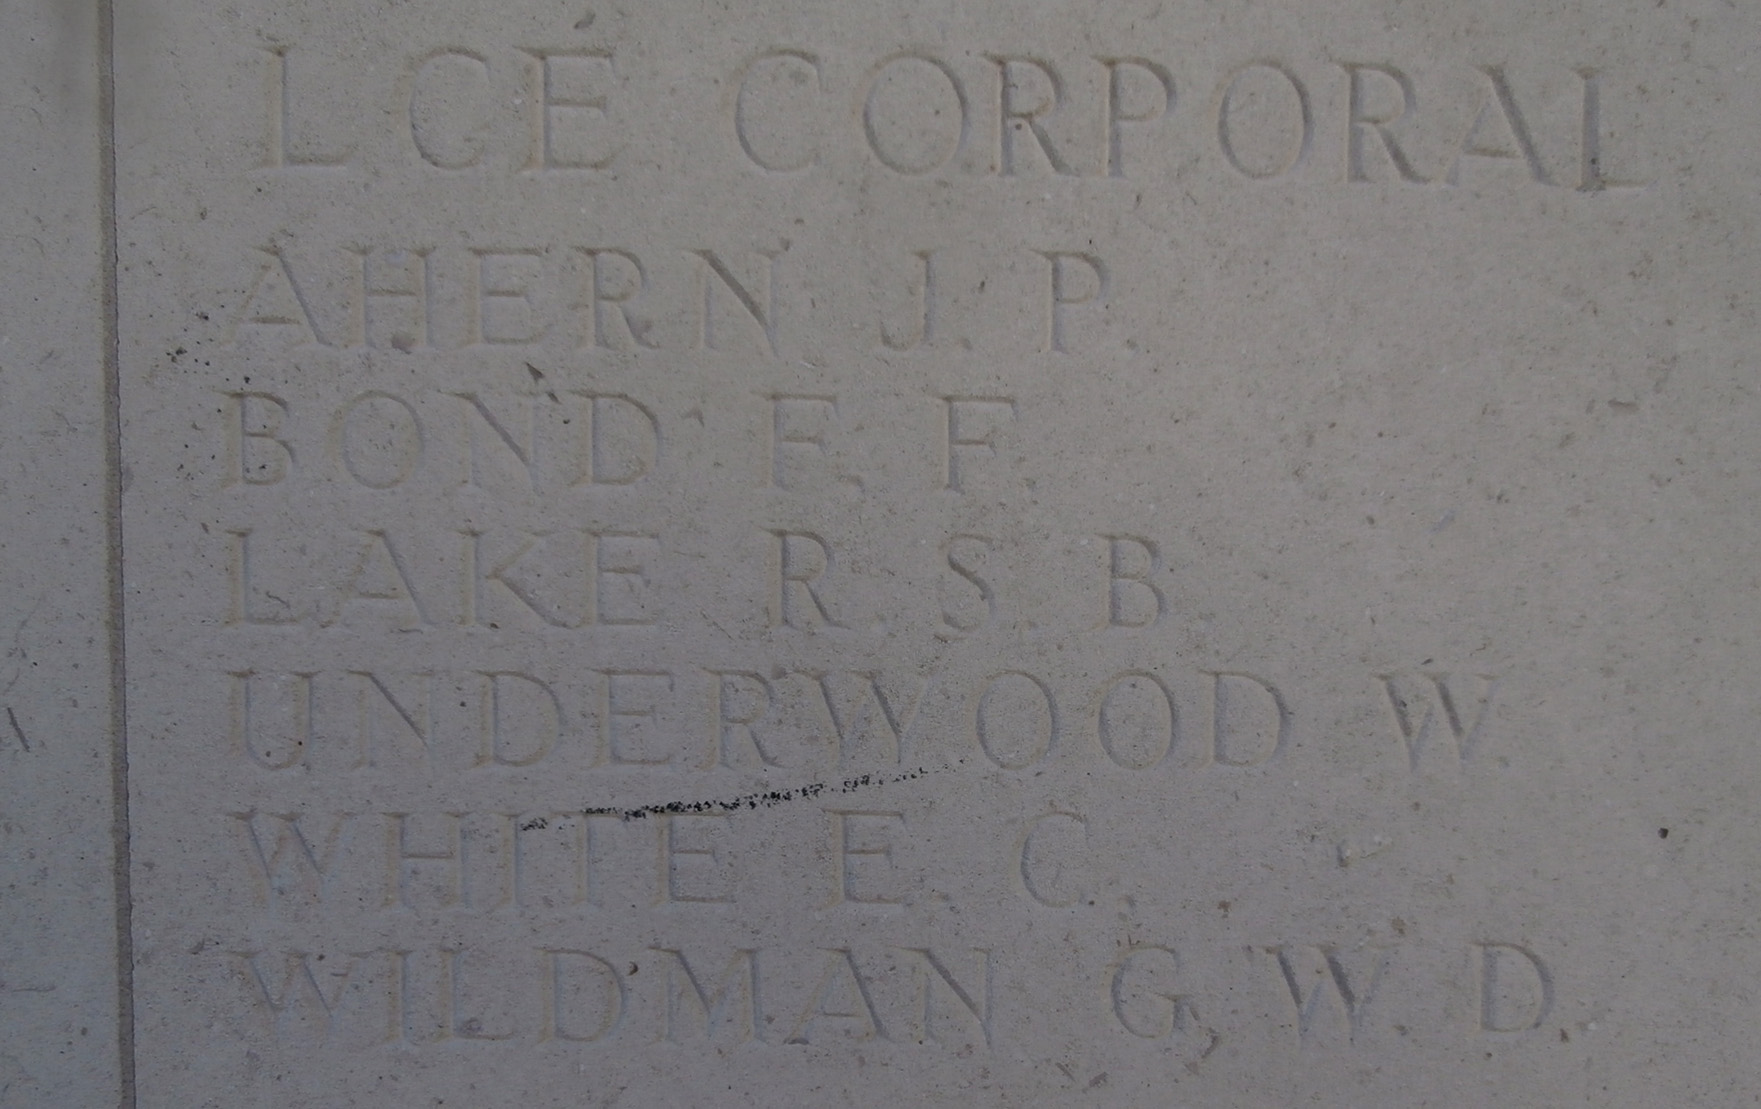 LCE CORPORAL
AHERN J. P.
BOND F. F.
LAKE R. S. B.
UNDERWOOD W.
WHITE E. C.
WILDMAN G. W. D.